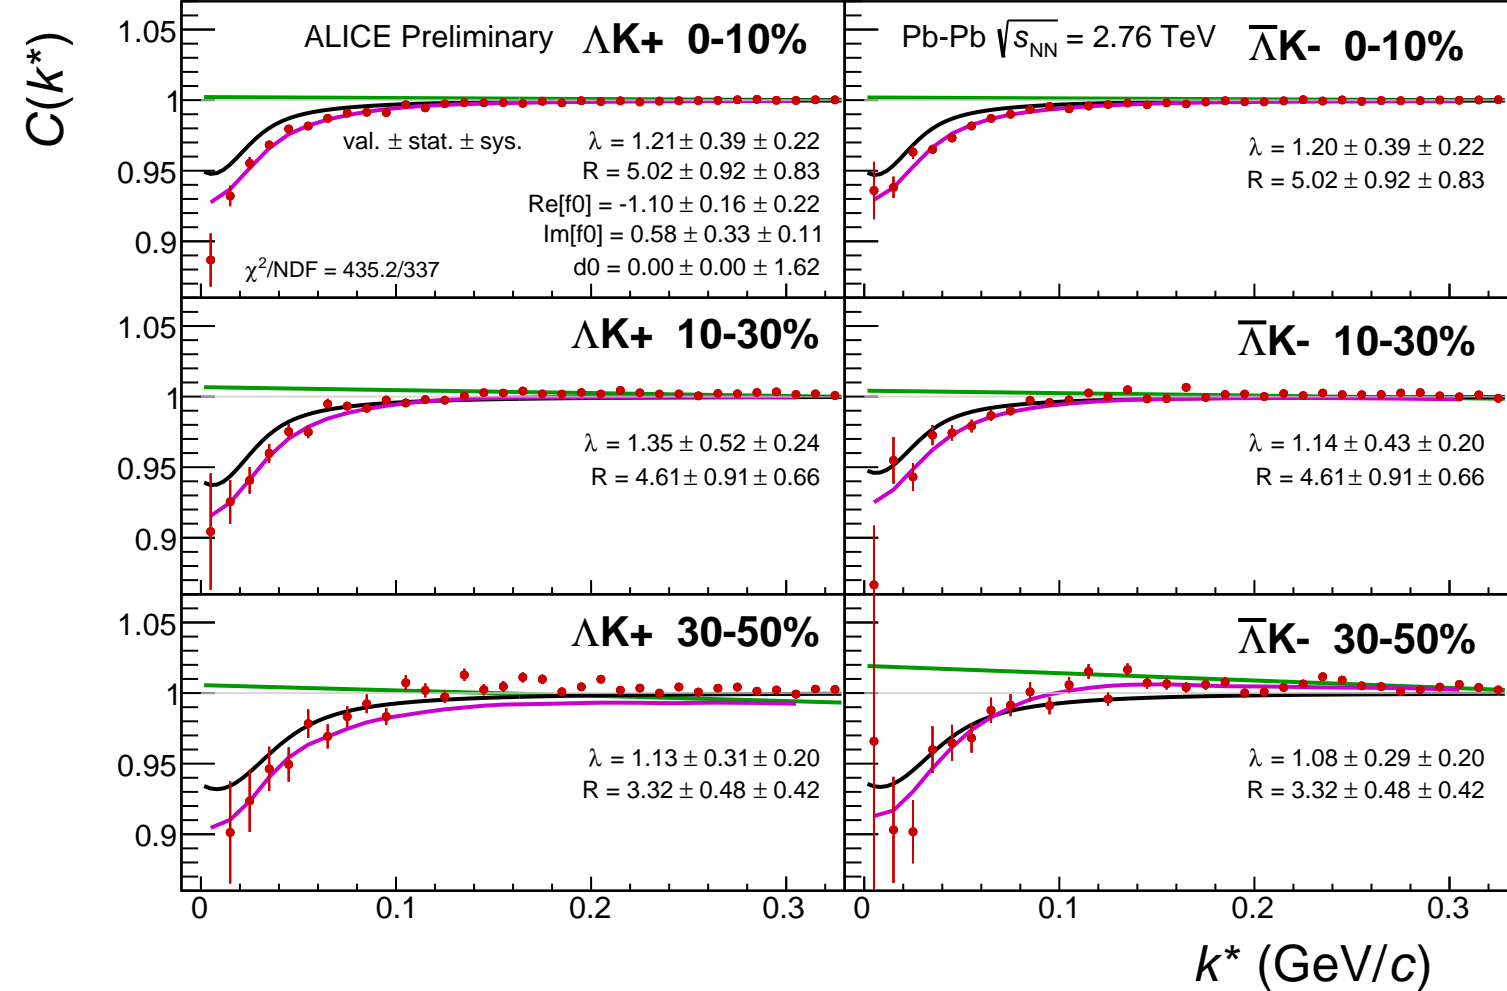 C(k*)
ALICE Preliminary ΛK+ 0-10%
val. ± stat. ± sys.
λ = 1.21 ± 0.39 ± 0.22
R = 5.02 ± 0.92 ± 0.83
Re[f0] = -1.10 ± 0.16 ± 0.22
Im[f0] = 0.58 ± 0.33 ± 0.11
χ²/NDF = 435.2/337
d0 = 0.00 ± 0.00 ± 1.62
1.05
1
0.95
0.9
Pb-Pb √sNN = 2.76 TeV Λ̅K- 0-10%
λ = 1.20 ± 0.39 ± 0.22
R = 5.02 ± 0.92 ± 0.83
ΛK+ 10-30%
λ = 1.35 ± 0.52 ± 0.24
R = 4.61 ± 0.91 ± 0.66
1.05
1
0.95
0.9
Λ̅K- 10-30%
λ = 1.14 ± 0.43 ± 0.20
R = 4.61 ± 0.91 ± 0.66
ΛK+ 30-50%
λ = 1.13 ± 0.31 ± 0.20
R = 3.32 ± 0.48 ± 0.42
1.05
1
0.95
0.9
Λ̅K- 30-50%
λ = 1.08 ± 0.29 ± 0.20
R = 3.32 ± 0.48 ± 0.42
0 0.1 0.2 0.3
0 0.1 0.2 0.3
k* (GeV/c)